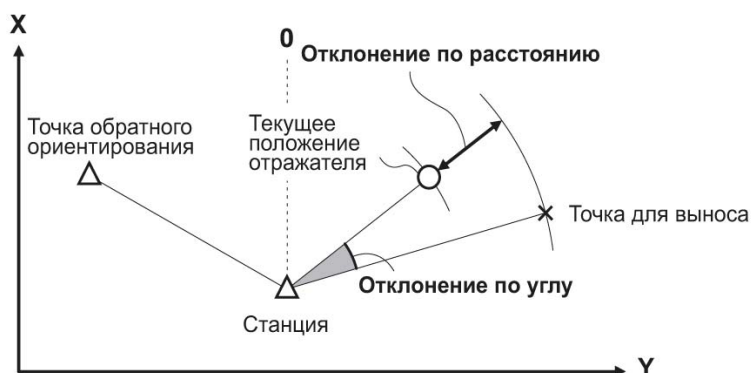 X
0
Отклонение по расстоянию
Точка обратного
ориентирования
Текущее
положение
отражателя
Точка для выноса
Отклонение по углу
Станция
Y